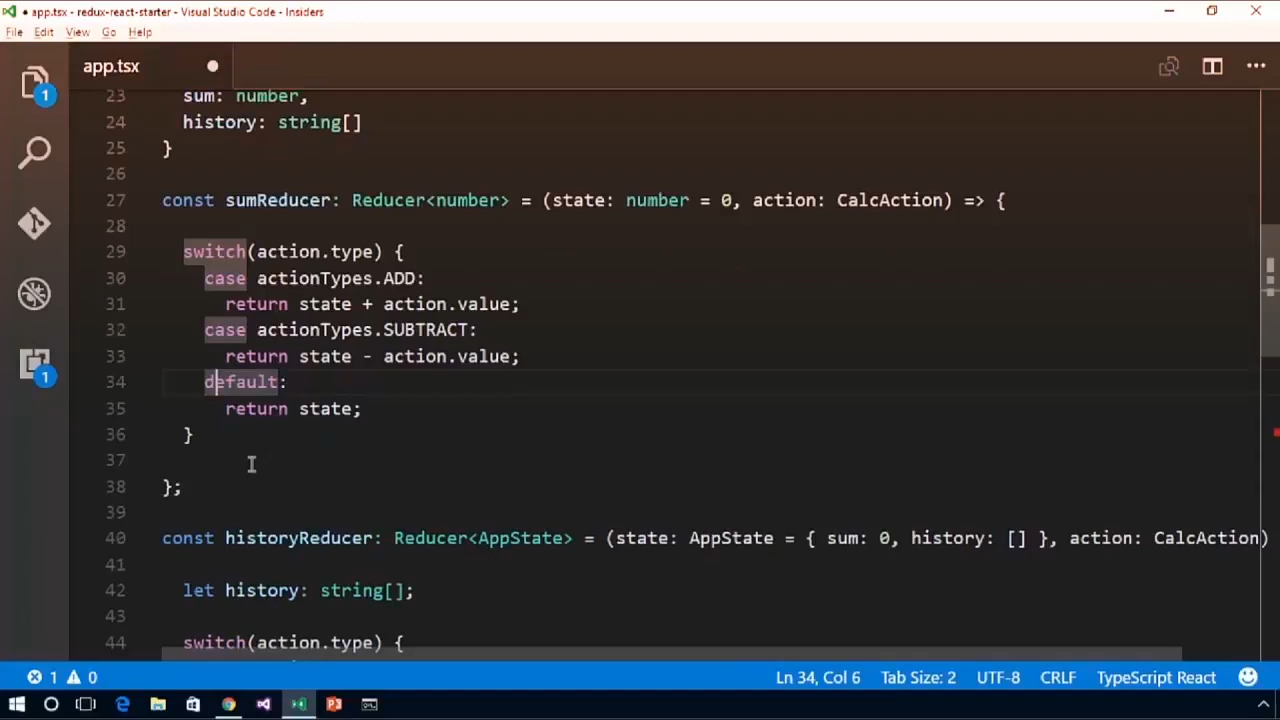 ● app.tsx - redux-react-starter - Visual Studio Code - Insiders
File Edit View Go Help
app.tsx
1
1
23 sum: number,
24 history: string[]
25 }
26
27 const sumReducer: Reducer<number> = (state: number = 0, action: CalcAction) => {
28
29 switch(action.type) {
30 case actionTypes.ADD:
31 return state + action.value;
32 case actionTypes.SUBTRACT:
33 return state - action.value;
34 default:
35 return state;
36 }
37
38 };
39
40 const historyReducer: Reducer<AppState> = (state: AppState = { sum: 0, history: [] }, action: CalcAction)
41
42 let history: string[];
43
44 switch(action.type) {
1 0 Ln 34, Col 6 Tab Size: 2 UTF-8 CRLF TypeScript React